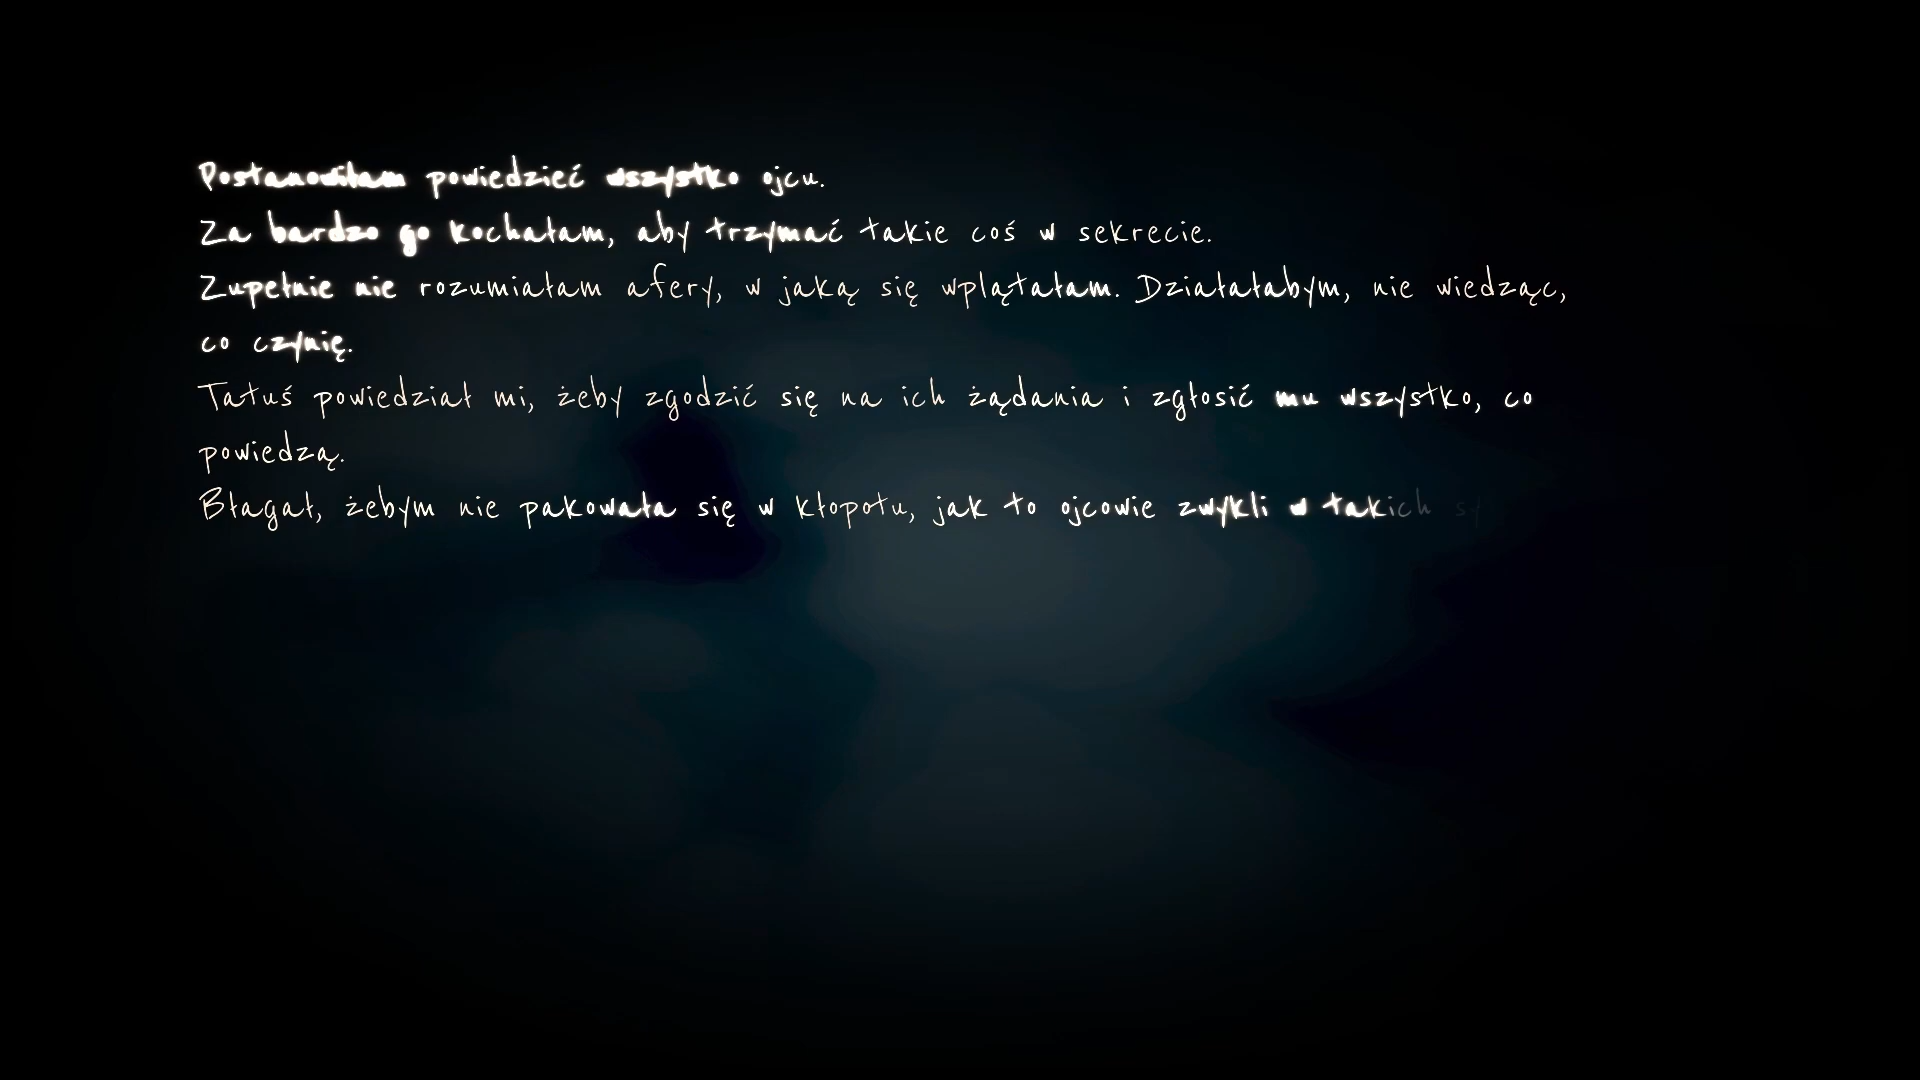 Postanowiłam powiedzieć wszystko ojcu.
Za bardzo go kochałam, aby trzymać takie coś w sekrecie.
Zupełnie nie rozumiałam afery, w jaką się wplątałam. Działałabym, nie wiedząc,
co czynię.
Tatuś powiedział mi, żeby zgodzić się na ich żądania i zgłosić mu wszystko, co
powiedzą.
Błagał, żebym nie pakowała się w kłopotu, jak to ojcowie zwykli w takich